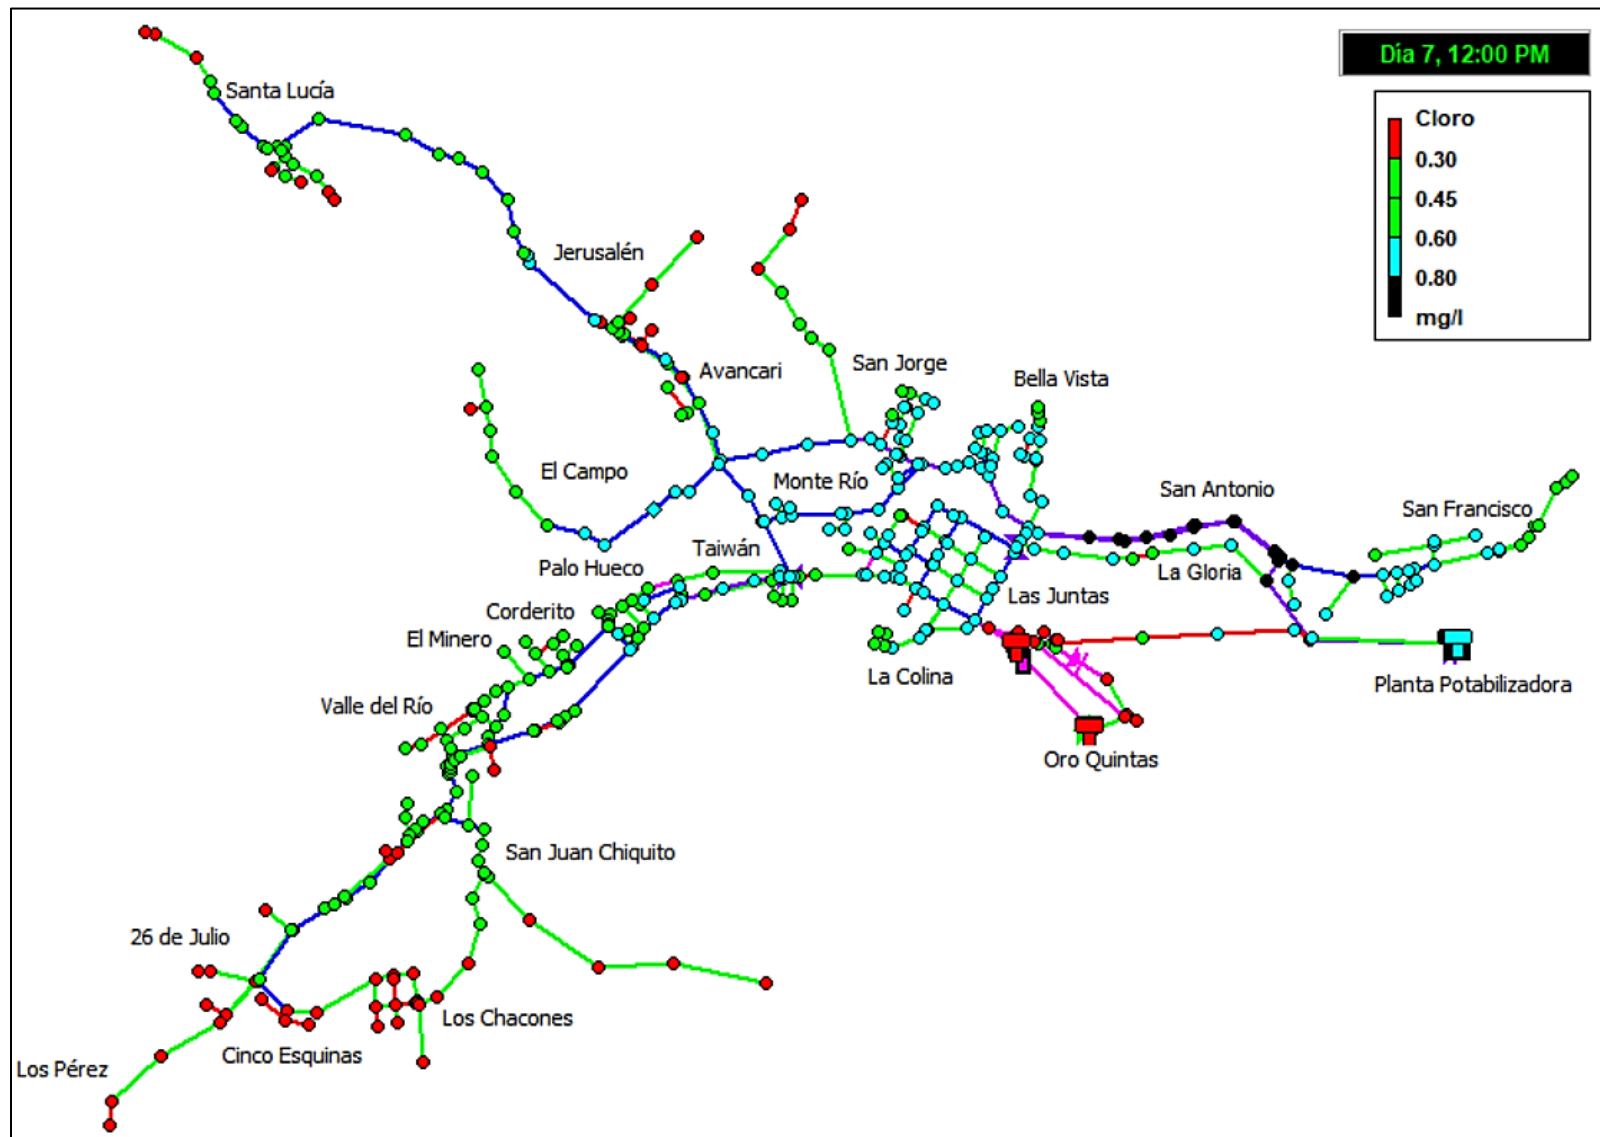 Día 7, 12:00 PM
Cloro
0.30
0.45
0.60
0.80
mg/l
Santa Lucía
Jerusalén
Avancari
San Jorge
Bella Vista
El Campo
Monte Río
San Antonio
San Francisco
Taiwán
Palo Hueco
La Gloria
Corderito
Las Juntas
El Minero
La Colina
Planta Potabilizadora
Valle del Río
Oro Quintas
San Juan Chiquito
26 de Julio
Los Chacones
Cinco Esquinas
Los Pérez